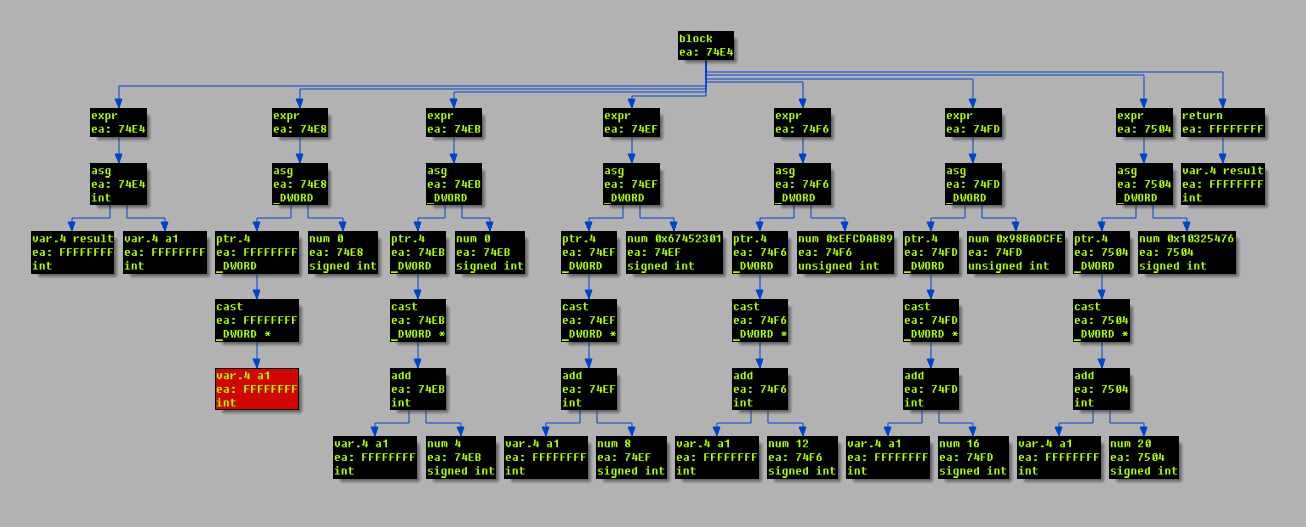 block
ea: 74E4
expr
ea: 74E4
expr
ea: 74E8
expr
ea: 74EB
expr
ea: 74EF
expr
ea: 74F6
expr
ea: 74FD
expr
ea: 7504
return
ea: FFFFFFFF
asg
ea: 74E4
int
asg
ea: 74E8
_DWORD
asg
ea: 74EB
_DWORD
asg
ea: 74EF
_DWORD
asg
ea: 74F6
_DWORD
asg
ea: 74FD
_DWORD
asg
ea: 7504
_DWORD
var.4 result
ea: FFFFFFFF
int
var.4 result
ea: FFFFFFFF
int
var.4 a1
ea: FFFFFFFF
int
ptr.4
ea: FFFFFFFF
_DWORD
num 0
ea: 74E8
signed int
ptr.4
ea: 74EB
_DWORD
num 0
ea: 74EB
signed int
ptr.4
ea: 74EF
_DWORD
num 0x67452301
ea: 74EF
signed int
ptr.4
ea: 74F6
_DWORD
num 0xEFCDAB89
ea: 74F6
unsigned int
ptr.4
ea: 74FD
_DWORD
num 0x98BADCFE
ea: 74FD
unsigned int
ptr.4
ea: 7504
_DWORD
num 0x10325476
ea: 7504
signed int
cast
ea: FFFFFFFF
_DWORD *
cast
ea: 74EB
_DWORD *
cast
ea: 74EF
_DWORD *
cast
ea: 74F6
_DWORD *
cast
ea: 74FD
_DWORD *
cast
ea: 7504
_DWORD *
var.4 a1
ea: FFFFFFFF
int
add
ea: 74EB
int
add
ea: 74EF
int
add
ea: 74F6
int
add
ea: 74FD
int
add
ea: 7504
int
var.4 a1
ea: FFFFFFFF
int
num 4
ea: 74EB
signed int
var.4 a1
ea: FFFFFFFF
int
num 8
ea: 74EF
signed int
var.4 a1
ea: FFFFFFFF
int
num 12
ea: 74F6
signed int
var.4 a1
ea: FFFFFFFF
int
num 16
ea: 74FD
signed int
var.4 a1
ea: FFFFFFFF
int
num 20
ea: 7504
signed int